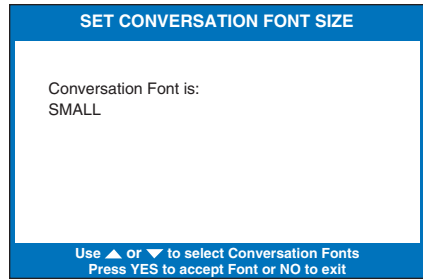 SET CONVERSATION FONT SIZE
Conversation Font is:
SMALL
Use ▲ or ▼ to select Conversation Fonts
Press YES to accept Font or NO to exit